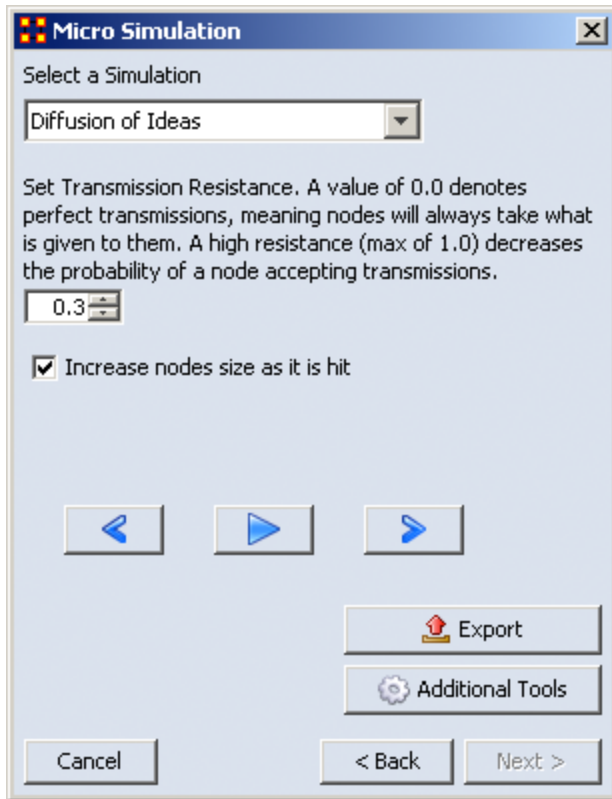 Micro Simulation
Select a Simulation
Diffusion of Ideas
Set Transmission Resistance. A value of 0.0 denotes
perfect transmissions, meaning nodes will always take what
is given to them. A high resistance (max of 1.0) decreases
the probability of a node accepting transmissions.
0.3
Increase nodes size as it is hit
Export
Additional Tools
Cancel
< Back
Next >